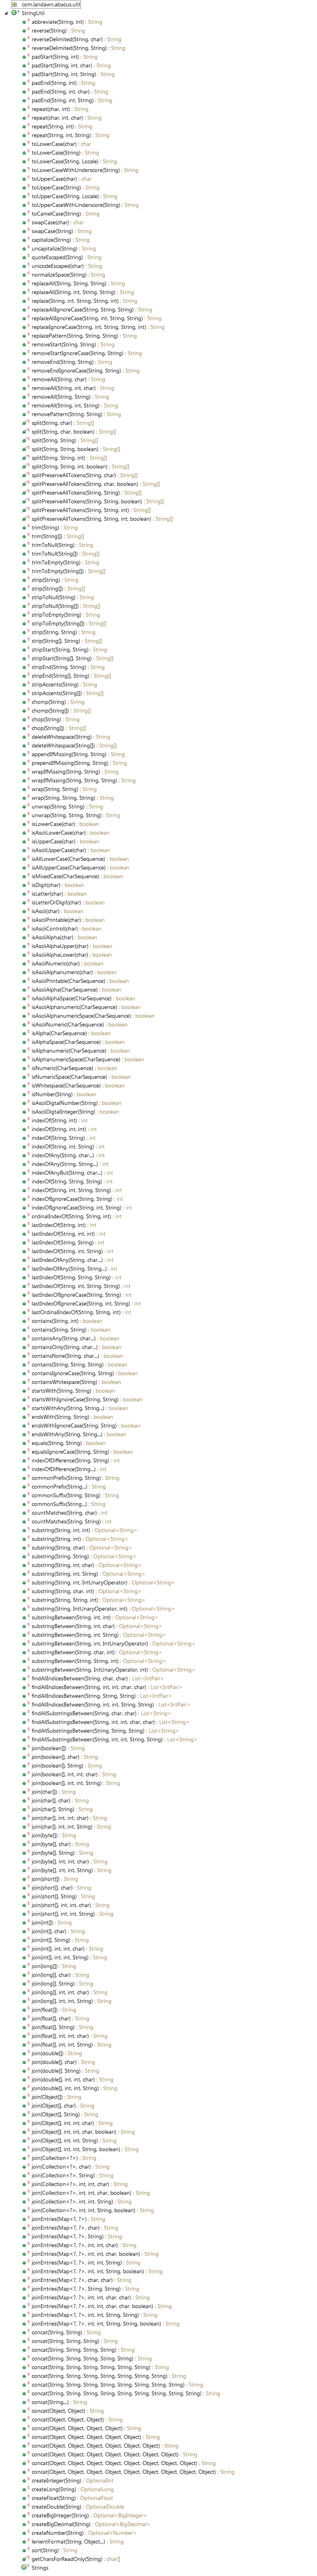 com.landawn.abacus.util
StringUtil
abbreviate(String, int) : String
reverse(String) : String
reverseDelimited(String, char) : String
reverseDelimited(String, String) : String
padStart(String, int) : String
padStart(String, int, char) : String
padStart(String, int, String) : String
padEnd(String, int) : String
padEnd(String, int, char) : String
padEnd(String, int, String) : String
repeat(char, int) : String
repeat(char, int, char) : String
repeat(String, int) : String
repeat(String, int, String) : String
toLowerCase(char) : char
toLowerCase(String) : String
toLowerCase(String, Locale) : String
toLowerCaseWithUnderscore(String) : String
toUpperCase(char) : char
toUpperCase(String) : String
toUpperCase(String, Locale) : String
toUpperCaseWithUnderscore(String) : String
toCamelCase(String) : String
swapCase(char) : char
swapCase(String) : String
capitalize(String) : String
uncapitalize(String) : String
quoteEscaped(String) : String
unicodeEscaped(char) : String
normalizeSpace(String) : String
replaceAll(String, String, String) : String
replaceAll(String, int, String, String) : String
replace(String, int, String, String, int) : String
replaceAllIgnoreCase(String, String, String) : String
replaceAllIgnoreCase(String, int, String, String) : String
replaceIgnoreCase(String, int, String, String, int) : String
replacePattern(String, String, String) : String
removeStart(String, String) : String
removeStartIgnoreCase(String, String) : String
removeEnd(String, String) : String
removeEndIgnoreCase(String, String) : String
removeAll(String, char) : String
removeAll(String, int, char) : String
removeAll(String, String) : String
removeAll(String, int, String) : String
removePattern(String, String) : String
split(String, char) : String[]
split(String, char, boolean) : String[]
split(String, String) : String[]
split(String, String, boolean) : String[]
split(String, String, int) : String[]
split(String, String, int, boolean) : String[]
splitPreserveAllTokens(String, char) : String[]
splitPreserveAllTokens(String, char, boolean) : String[]
splitPreserveAllTokens(String, String) : String[]
splitPreserveAllTokens(String, String, boolean) : String[]
splitPreserveAllTokens(String, String, int) : String[]
splitPreserveAllTokens(String, String, int, boolean) : String[]
trim(String) : String
trim(String[]) : String[]
trimToNull(String) : String
trimToNull(String[]) : String[]
trimToEmpty(String) : String
trimToEmpty(String[]) : String[]
strip(String) : String
strip(String[]) : String[]
stripToNull(String) : String
stripToNull(String[]) : String[]
stripToEmpty(String) : String
stripToEmpty(String[]) : String[]
strip(String, String) : String
strip(String[], String) : String[]
stripStart(String, String) : String
stripStart(String[], String) : String[]
stripEnd(String, String) : String
stripEnd(String[], String) : String[]
stripAccents(String) : String
stripAccents(String[]) : String[]
chomp(String) : String
chomp(String[]) : String[]
chop(String) : String
chop(String[]) : String[]
deleteWhitespace(String) : String
deleteWhitespace(String[]) : String[]
appendIfMissing(String, String) : String
prependIfMissing(String, String) : String
wrapIfMissing(String, String) : String
wrapIfMissing(String, String, String) : String
wrap(String, String) : String
wrap(String, String, String) : String
unwrap(String, String) : String
unwrap(String, String, String) : String
isLowerCase(char) : boolean
isAsciiLowerCase(char) : boolean
isUpperCase(char) : boolean
isAsciiUpperCase(char) : boolean
isAllLowerCase(CharSequence) : boolean
isAllUpperCase(CharSequence) : boolean
isMixedCase(CharSequence) : boolean
isDigit(char) : boolean
isLetter(char) : boolean
isLetterOrDigit(char) : boolean
isAscii(char) : boolean
isAsciiPrintable(char) : boolean
isAsciiControl(char) : boolean
isAsciiAlpha(char) : boolean
isAsciiAlphaUpper(char) : boolean
isAsciiAlphaLower(char) : boolean
isAsciiNumeric(char) : boolean
isAsciiAlphanumeric(char) : boolean
isAsciiPrintable(CharSequence) : boolean
isAsciiAlpha(CharSequence) : boolean
isAsciiAlphaSpace(CharSequence) : boolean
isAsciiAlphanumeric(CharSequence) : boolean
isAsciiAlphanumericSpace(CharSequence) : boolean
isAsciiNumeric(CharSequence) : boolean
isAlpha(CharSequence) : boolean
isAlphaSpace(CharSequence) : boolean
isAlphanumeric(CharSequence) : boolean
isAlphanumericSpace(CharSequence) : boolean
isNumeric(CharSequence) : boolean
isNumericSpace(CharSequence) : boolean
isWhitespace(CharSequence) : boolean
isNumber(String) : boolean
isAsciiDigtalNumber(String) : boolean
isAsciiDigtalInteger(String) : boolean
indexOf(String, int) : int
indexOf(String, int, int) : int
indexOf(String, String) : int
indexOf(String, int, String) : int
indexOfAny(String, char...) : int
indexOfAny(String, String...) : int
indexOfAnyBut(String, char...) : int
indexOf(String, String, String) : int
indexOf(String, int, String, String) : int
indexOfIgnoreCase(String, String) : int
indexOfIgnoreCase(String, int, String) : int
ordinalIndexOf(String, String, int) : int
lastIndexOf(String, int) : int
lastIndexOf(String, int, int) : int
lastIndexOf(String, String) : int
lastIndexOf(String, int, String) : int
lastIndexOfAny(String, char...) : int
lastIndexOfAny(String, String...) : int
lastIndexOf(String, String, String) : int
lastIndexOf(String, int, String, String) : int
lastIndexOfIgnoreCase(String, String) : int
lastIndexOfIgnoreCase(String, int, String) : int
lastOrdinalIndexOf(String, String, int) : int
contains(String, int) : boolean
contains(String, String) : boolean
containsAny(String, char...) : boolean
containsOnly(String, char...) : boolean
containsNone(String, char...) : boolean
contains(String, String, String) : boolean
containsIgnoreCase(String, String) : boolean
containsWhitespace(String) : boolean
startsWith(String, String) : boolean
startsWithIgnoreCase(String, String) : boolean
startsWithAny(String, String...) : boolean
endsWith(String, String) : boolean
endsWithIgnoreCase(String, String) : boolean
endsWithAny(String, String...) : boolean
equals(String, String) : boolean
equalsIgnoreCase(String, String) : boolean
indexOfDifference(String, String) : int
indexOfDifference(String...) : int
commonPrefix(String, String) : String
commonPrefix(String...) : String
commonSuffix(String, String) : String
commonSuffix(String...) : String
countMatches(String, char) : int
countMatches(String, String) : int
substring(String, int, int) : Optional<String>
substring(String, int) : Optional<String>
substring(String, char) : Optional<String>
substring(String, String) : Optional<String>
substring(String, int, char) : Optional<String>
substring(String, int, String) : Optional<String>
substring(String, int, IntUnaryOperator) : Optional<String>
substring(String, char, int) : Optional<String>
substring(String, String, int) : Optional<String>
substring(String, IntUnaryOperator, int) : Optional<String>
substringBetween(String, int, int) : Optional<String>
substringBetween(String, int, char) : Optional<String>
substringBetween(String, int, String) : Optional<String>
substringBetween(String, int, IntUnaryOperator) : Optional<String>
substringBetween(String, char, int) : Optional<String>
substringBetween(String, String, int) : Optional<String>
substringBetween(String, IntUnaryOperator, int) : Optional<String>
findAllIndicesBetween(String, char, char) : List<IntPair>
findAllIndicesBetween(String, int, int, char, char) : List<IntPair>
findAllIndicesBetween(String, String, String) : List<IntPair>
findAllIndicesBetween(String, int, int, String, String) : List<IntPair>
findAllSubstringsBetween(String, char, char) : List<String>
findAllSubstringsBetween(String, int, int, char, char) : List<String>
findAllSubstringsBetween(String, String, String) : List<String>
findAllSubstringsBetween(String, int, int, String, String) : List<String>
join(boolean[]) : String
join(boolean[], char) : String
join(boolean[], String) : String
join(boolean[], int, int, char) : String
join(boolean[], int, int, String) : String
join(char[]) : String
join(char[], char) : String
join(char[], String) : String
join(char[], int, int, char) : String
join(char[], int, int, String) : String
join(byte[]) : String
join(byte[], char) : String
join(byte[], String) : String
join(byte[], int, int, char) : String
join(byte[], int, int, String) : String
join(short[]) : String
join(short[], char) : String
join(short[], String) : String
join(short[], int, int, char) : String
join(short[], int, int, String) : String
join(int[]) : String
join(int[], char) : String
join(int[], String) : String
join(int[], int, int, char) : String
join(int[], int, int, String) : String
join(long[]) : String
join(long[], char) : String
join(long[], String) : String
join(long[], int, int, char) : String
join(long[], int, int, String) : String
join(float[]) : String
join(float[], char) : String
join(float[], String) : String
join(float[], int, int, char) : String
join(float[], int, int, String) : String
join(double[]) : String
join(double[], char) : String
join(double[], String) : String
join(double[], int, int, char) : String
join(double[], int, int, String) : String
join(Object[]) : String
join(Object[], char) : String
join(Object[], String) : String
join(Object[], int, int, char) : String
join(Object[], int, int, char, boolean) : String
join(Object[], int, int, String) : String
join(Object[], int, int, String, boolean) : String
join(Collection<?>) : String
join(Collection<?>, char) : String
join(Collection<?>, String) : String
join(Collection<?>, int, int, char) : String
join(Collection<?>, int, int, char, boolean) : String
join(Collection<?>, int, int, String) : String
join(Collection<?>, int, int, String, boolean) : String
joinEntries(Map<?, ?>) : String
joinEntries(Map<?, ?>, char) : String
joinEntries(Map<?, ?>, String) : String
joinEntries(Map<?, ?>, int, int, char) : String
joinEntries(Map<?, ?>, int, int, char, boolean) : String
joinEntries(Map<?, ?>, int, int, String) : String
joinEntries(Map<?, ?>, int, int, String, boolean) : String
joinEntries(Map<?, ?>, char, char) : String
joinEntries(Map<?, ?>, String, String) : String
joinEntries(Map<?, ?>, int, int, char, char) : String
joinEntries(Map<?, ?>, int, int, char, char, boolean) : String
joinEntries(Map<?, ?>, int, int, String, String) : String
joinEntries(Map<?, ?>, int, int, String, String, boolean) : String
concat(String, String) : String
concat(String, String, String) : String
concat(String, String, String, String) : String
concat(String, String, String, String, String) : String
concat(String, String, String, String, String, String) : String
concat(String, String, String, String, String, String, String) : String
concat(String, String, String, String, String, String, String, String) : String
concat(String, String, String, String, String, String, String, String, String) : String
concat(String...) : String
concat(Object, Object) : String
concat(Object, Object, Object) : String
concat(Object, Object, Object, Object) : String
concat(Object, Object, Object, Object, Object) : String
concat(Object, Object, Object, Object, Object, Object) : String
concat(Object, Object, Object, Object, Object, Object, Object) : String
concat(Object, Object, Object, Object, Object, Object, Object, Object) : String
concat(Object, Object, Object, Object, Object, Object, Object, Object, Object) : String
createInteger(String) : OptionalInt
createLong(String) : OptionalLong
createFloat(String) : OptionalFloat
createDouble(String) : OptionalDouble
createBigInteger(String) : Optional<BigInteger>
createBigDecimal(String) : Optional<BigDecimal>
createNumber(String) : Optional<Number>
lenientFormat(String, Object...) : String
sort(String) : String
getCharsForReadOnly(String) : char[]
Strings